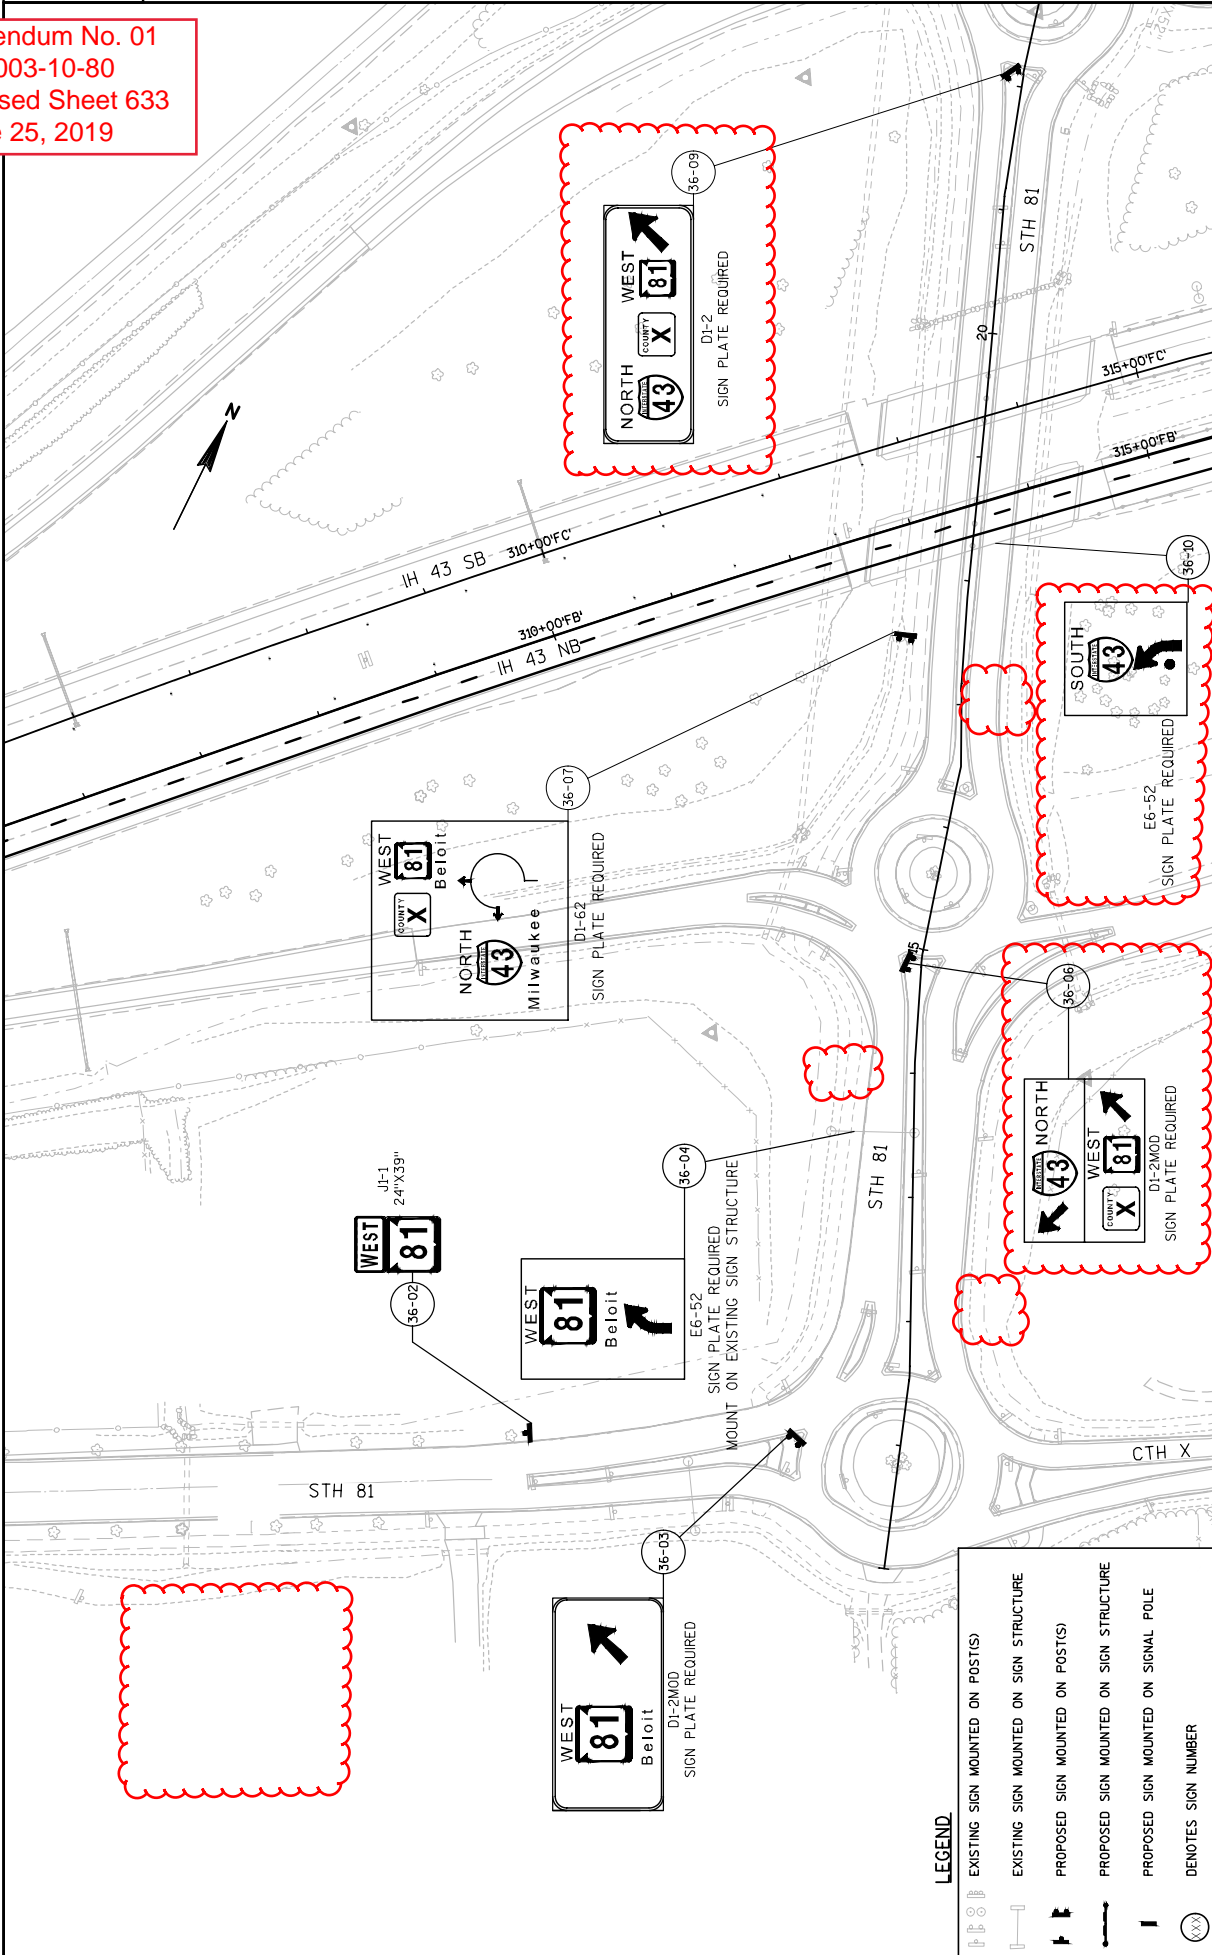 endum No. 01
003-10-80
sed Sheet 633
25, 2019
N
36-09
NORTH WEST
INTERSTATE
43
COUNTY
X
81
D1-2
SIGN PLATE REQUIRED
STH 81
20
315+00'FC'
315+00'FB'
IH 43 SB
310+00'FC'
310+00'FB'
IH 43 NB
36-10
SOUTH
INTERSTATE
43
E6-52
SIGN PLATE REQUIRED
36-07
WEST
COUNTY
X
81
Beloit
NORTH
INTERSTATE
43
Milwaukee
D1-62
SIGN PLATE REQUIRED
15
36-06
INTERSTATE
43
NORTH
WEST
COUNTY
X
81
D1-2MOD
SIGN PLATE REQUIRED
STH 81
36-04
WEST
81
Beloit
E6-52
SIGN PLATE REQUIRED
MOUNT ON EXISTING SIGN STRUCTURE
J1-1
24"X39"
WEST
81
36-02
STH 81
CTH X
36-03
WEST
81
Beloit
D1-2MOD
SIGN PLATE REQUIRED
LEGEND
EXISTING SIGN MOUNTED ON POST(S)
EXISTING SIGN MOUNTED ON SIGN STRUCTURE
PROPOSED SIGN MOUNTED ON POST(S)
PROPOSED SIGN MOUNTED ON SIGN STRUCTURE
PROPOSED SIGN MOUNTED ON SIGNAL POLE
XXX DENOTES SIGN NUMBER